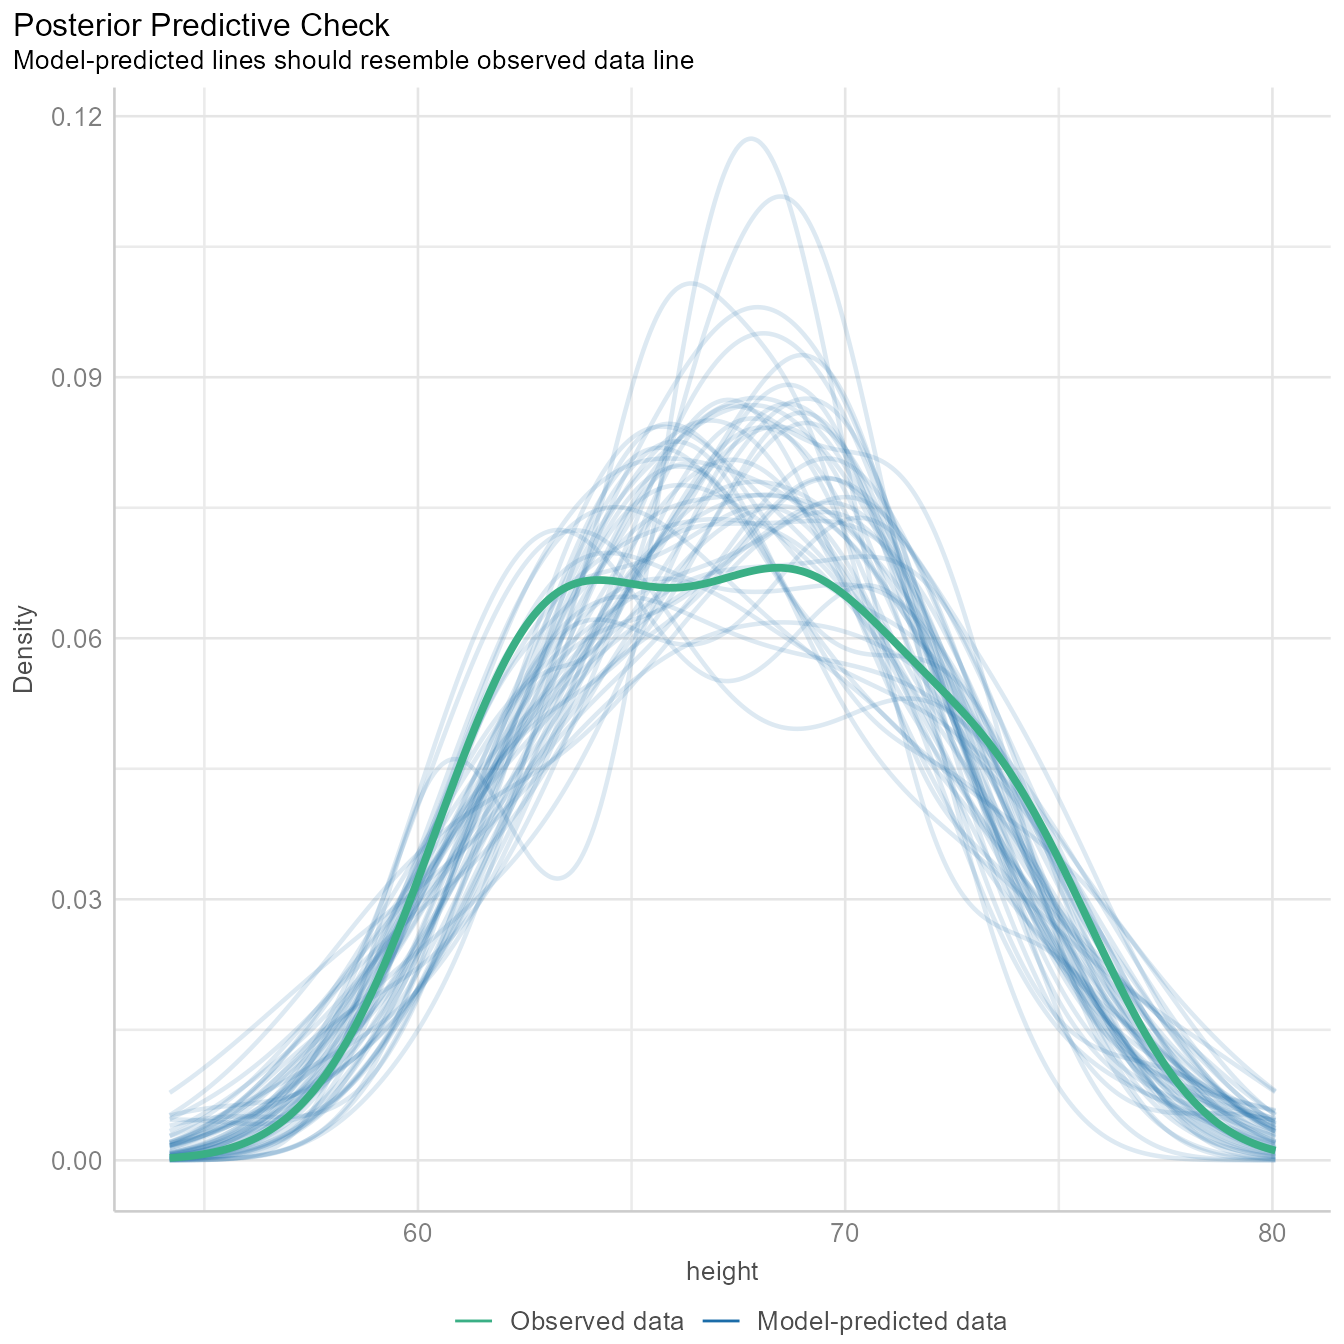 Posterior Predictive Check
Model-predicted lines should resemble observed data line
0.12
0.09
0.06
0.03
0.00
Density
60 70 80
height
Observed data Model-predicted data